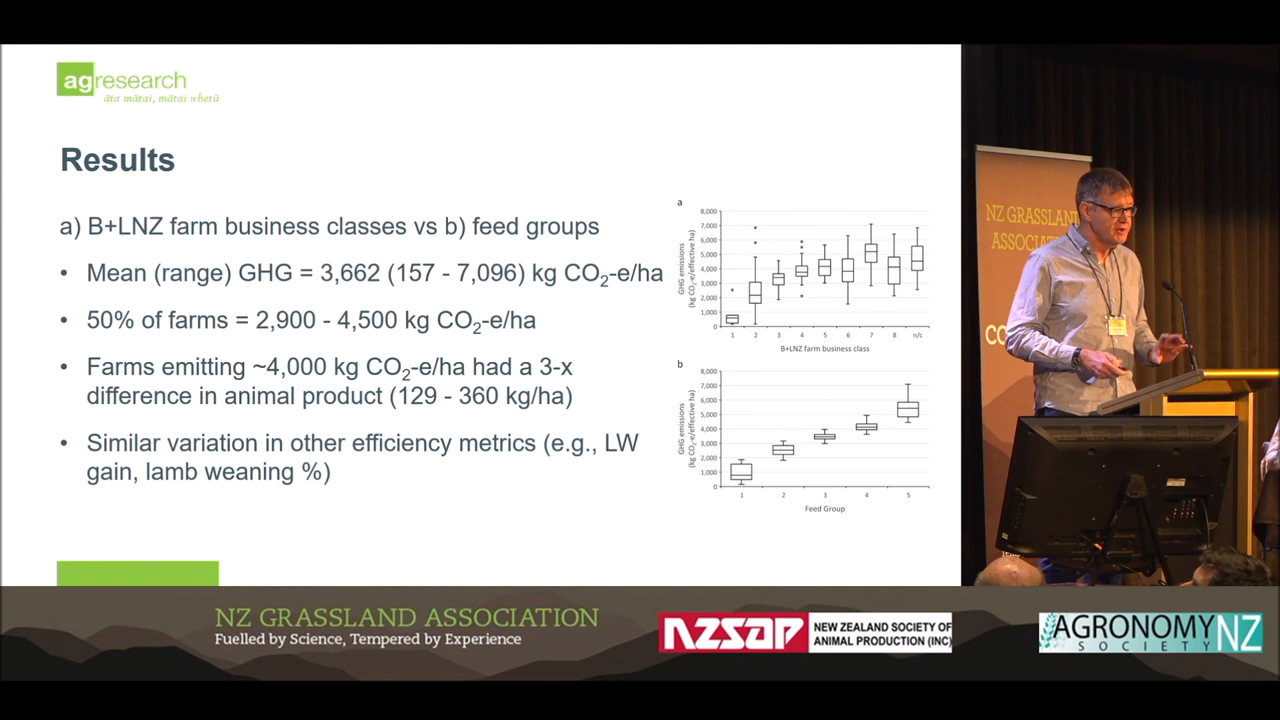 agresearch
āta mātai, mātai whetū
Results
a) B+LNZ farm business classes vs b) feed groups
• Mean (range) GHG = 3,662 (157 - 7,096) kg CO2-e/ha
• 50% of farms = 2,900 - 4,500 kg CO2-e/ha
• Farms emitting ~4,000 kg CO2-e/ha had a 3-x
difference in animal product (129 - 360 kg/ha)
• Similar variation in other efficiency metrics (e.g., LW
gain, lamb weaning %)
a
GHG emissions
(kg CO2-e/effective ha)
8,000
7,000
6,000
5,000
4,000
3,000
2,000
1,000
0
1 2 3 4 5 6 7 8 n/c
B+LNZ farm business class
b
GHG emissions
(kg CO2-e/effective ha)
8,000
7,000
6,000
5,000
4,000
3,000
2,000
1,000
0
1 2 3 4 5
Feed Group
NZ GRASSLAND
ASSOCIATION
NZ GRASSLAND ASSOCIATION
Fuelled by Science, Tempered by Experience
NZSAP
NEW ZEALAND SOCIETY OF
ANIMAL PRODUCTION (INC)
AGRONOMY NZ
SOCIETY